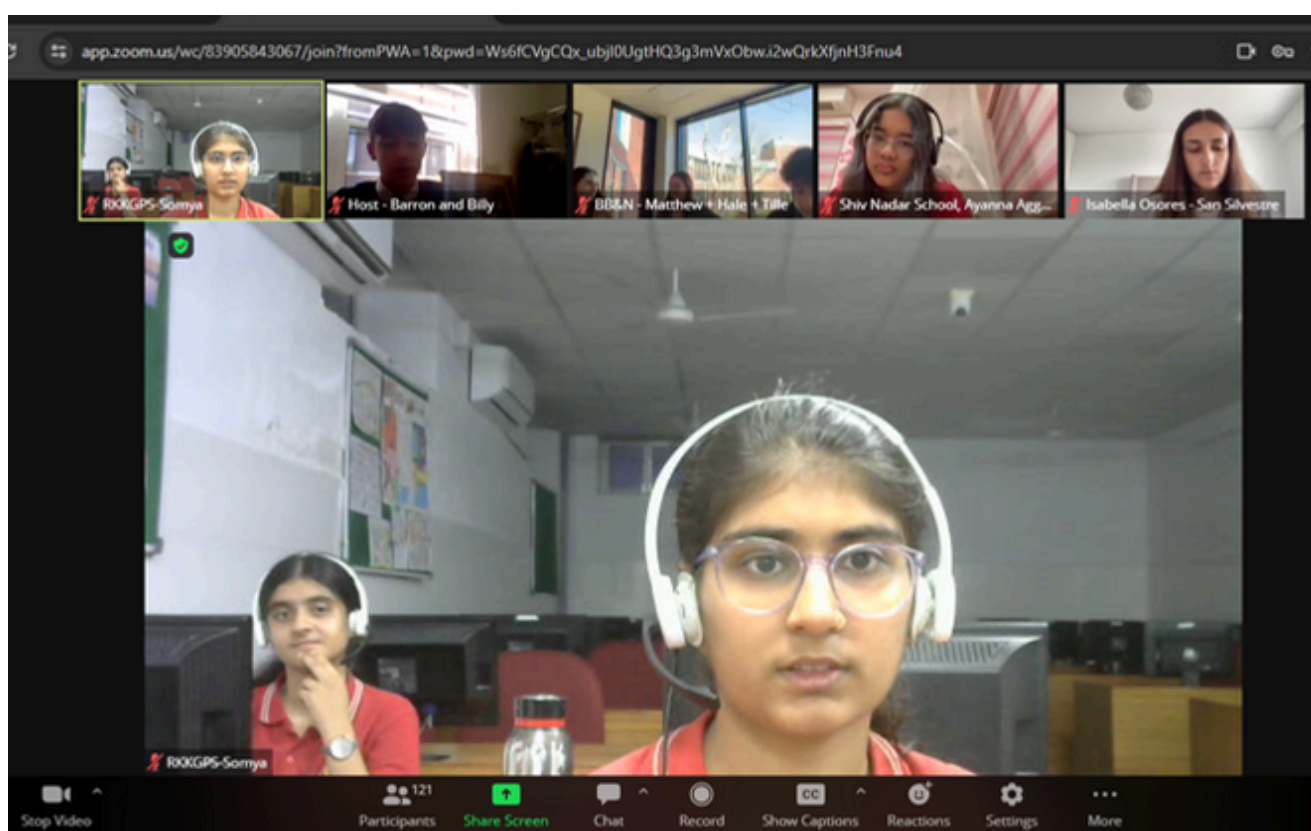 app.zoom.us/wc/83905843067/join?fromPWA=1&pwd=Ws6fCVgCQx_ubjl0UgtHQ3g3mVxObw.i2wQrkXfjnH3Fnu4
RKKGPS-Somya
Host - Barron and Billy
BB&N - Matthew + Hale + Tille
Shiv Nadar School, Ayanna Agg...
Isabella Osores - San Silvestre
RKKGPS-Somya
121
Stop Video
Participants
Share Screen
Chat
Record
CC
Show Captions
Reactions
Settings
More